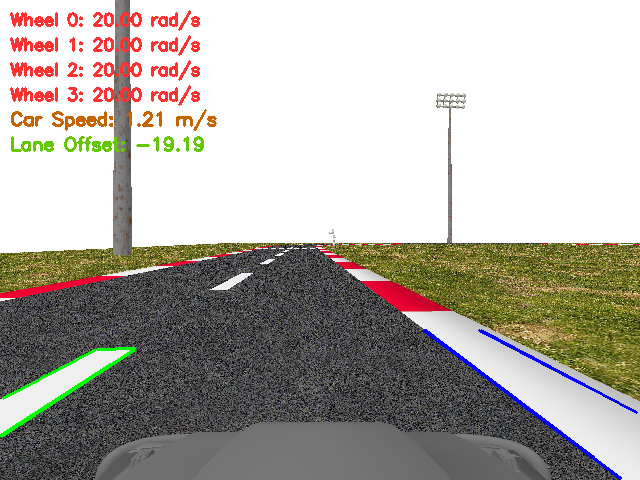 Wheel 0: 20.00 rad/s
Wheel 1: 20.00 rad/s
Wheel 2: 20.00 rad/s
Wheel 3: 20.00 rad/s
Car Speed: 1.21 m/s
Lane Offset: -19.19